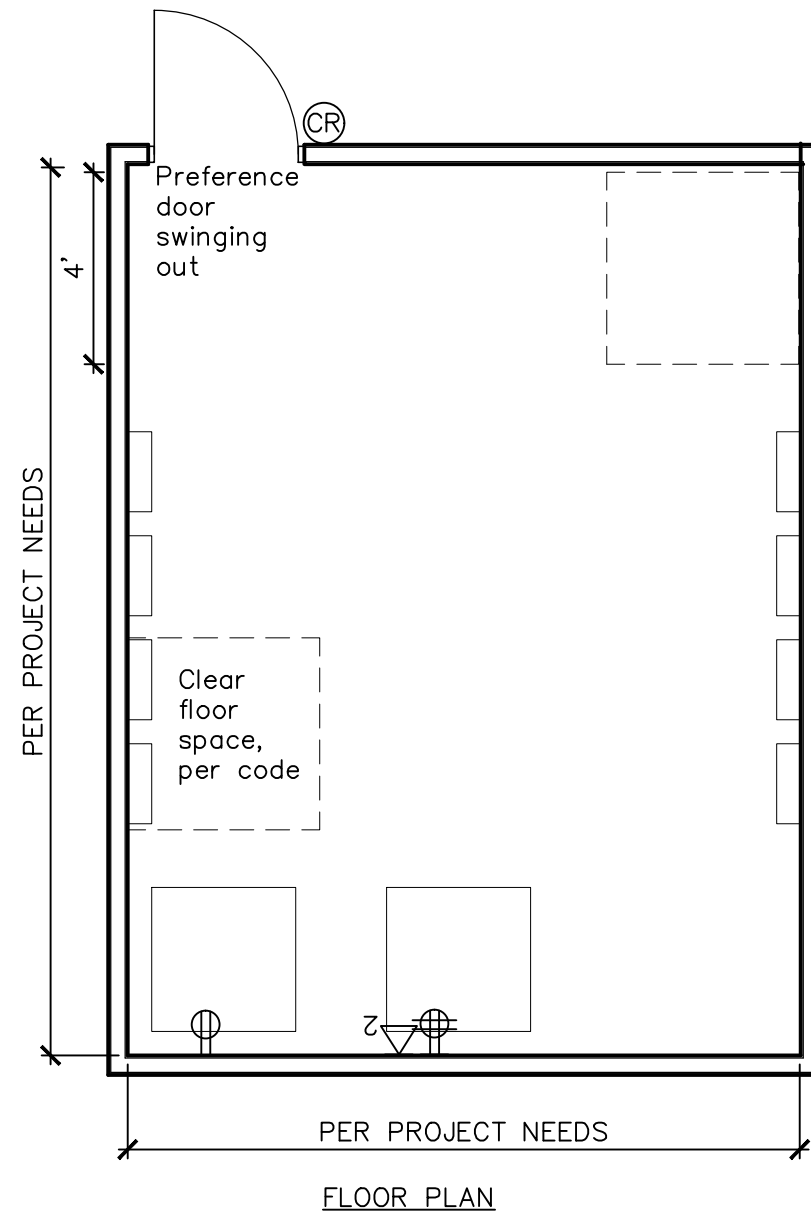 CR
Preference
door
swinging
out
4'
PER PROJECT NEEDS
Clear
floor
space,
per code
2
PER PROJECT NEEDS
FLOOR PLAN